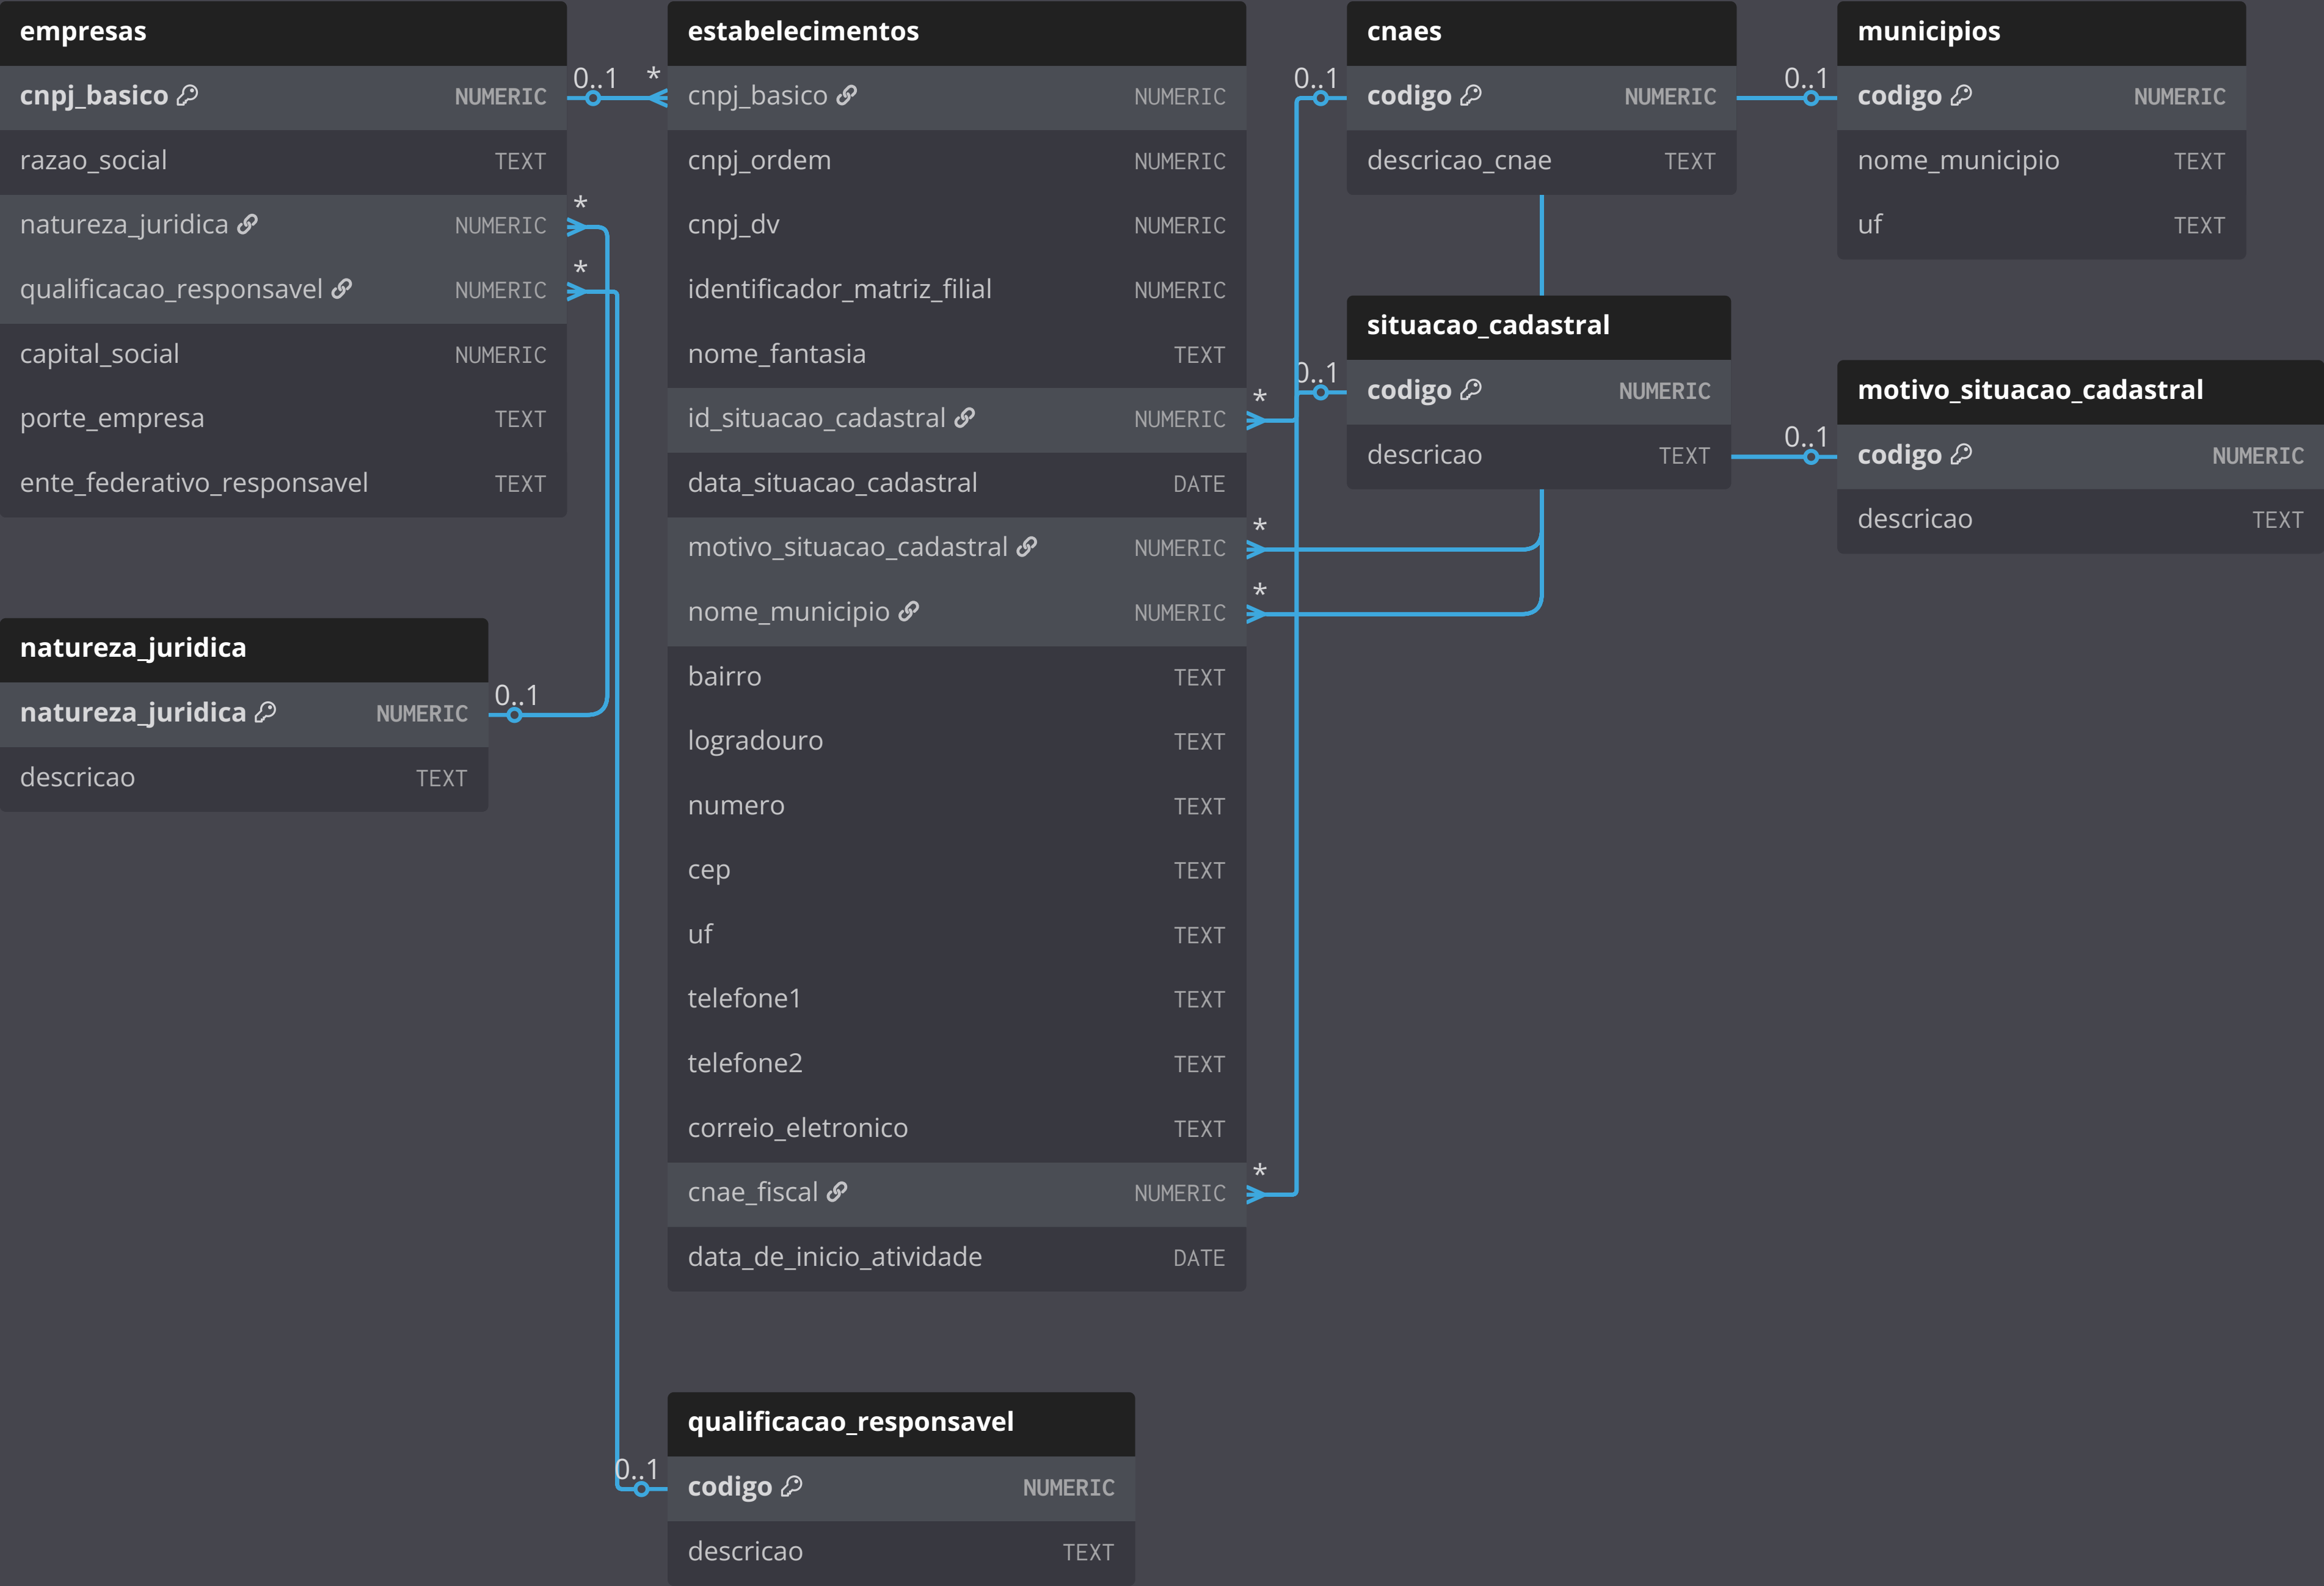 empresas
cnpj_basico NUMERIC
razao_social TEXT
natureza_juridica NUMERIC
qualificacao_responsavel NUMERIC
capital_social NUMERIC
porte_empresa TEXT
ente_federativo_responsavel TEXT
0..1 *
*
*
natureza_juridica
natureza_juridica NUMERIC
descricao TEXT
0..1
estabelecimentos
cnpj_basico NUMERIC
cnpj_ordem NUMERIC
cnpj_dv NUMERIC
identificador_matriz_filial NUMERIC
nome_fantasia TEXT
id_situacao_cadastral NUMERIC *
data_situacao_cadastral DATE
motivo_situacao_cadastral NUMERIC *
nome_municipio NUMERIC *
bairro TEXT
logradouro TEXT
numero TEXT
cep TEXT
uf TEXT
telefone1 TEXT
telefone2 TEXT
correio_eletronico TEXT
cnae_fiscal NUMERIC *
data_de_inicio_atividade DATE
0..1
qualificacao_responsavel
codigo NUMERIC
descricao TEXT
cnaes
0..1 codigo NUMERIC
descricao_cnae TEXT
situacao_cadastral
0..1 codigo NUMERIC
descricao TEXT
municipios
0..1 codigo NUMERIC
nome_municipio TEXT
uf TEXT
motivo_situacao_cadastral
0..1 codigo NUMERIC
descricao TEXT